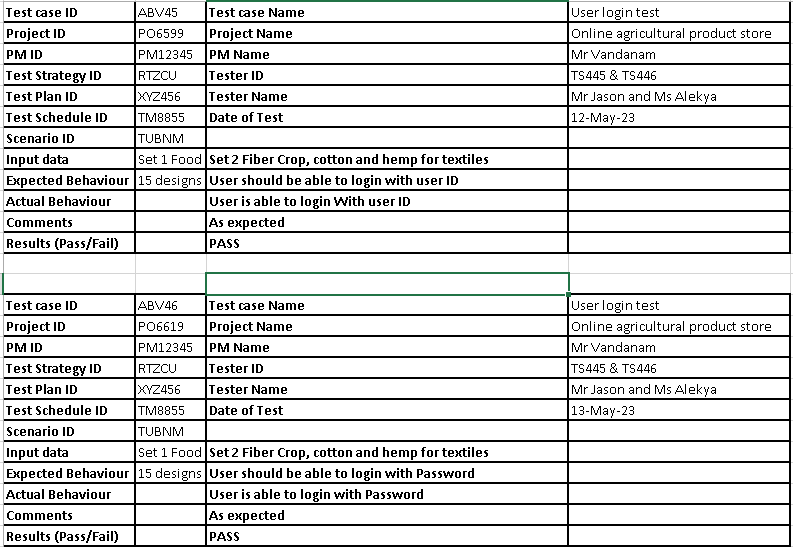 Test case ID ABV45 Test case Name User login test
Project ID PO6599 Project Name Online agricultural product store
PM ID PM12345 PM Name Mr Vandanam
Test Strategy ID RTZCU Tester ID TS445 & TS446
Test Plan ID XYZ456 Tester Name Mr Jason and Ms Alekya
Test Schedule ID TM8855 Date of Test 12-May-23
Scenario ID TUBNM
Input data Set 1 Food Set 2 Fiber Crop, cotton and hemp for textiles
Expected Behaviour 15 designs User should be able to login with user ID
Actual Behaviour User is able to login With user ID
Comments As expected
Results (Pass/Fail) PASS
Test case ID ABV46 Test case Name User login test
Project ID PO6619 Project Name Online agricultural product store
PM ID PM12345 PM Name Mr Vandanam
Test Strategy ID RTZCU Tester ID TS445 & TS446
Test Plan ID XYZ456 Tester Name Mr Jason and Ms Alekya
Test Schedule ID TM8855 Date of Test 13-May-23
Scenario ID TUBNM
Input data Set 1 Food Set 2 Fiber Crop, cotton and hemp for textiles
Expected Behaviour 15 designs User should be able to login with Password
Actual Behaviour User is able to login with Password
Comments As expected
Results (Pass/Fail) PASS